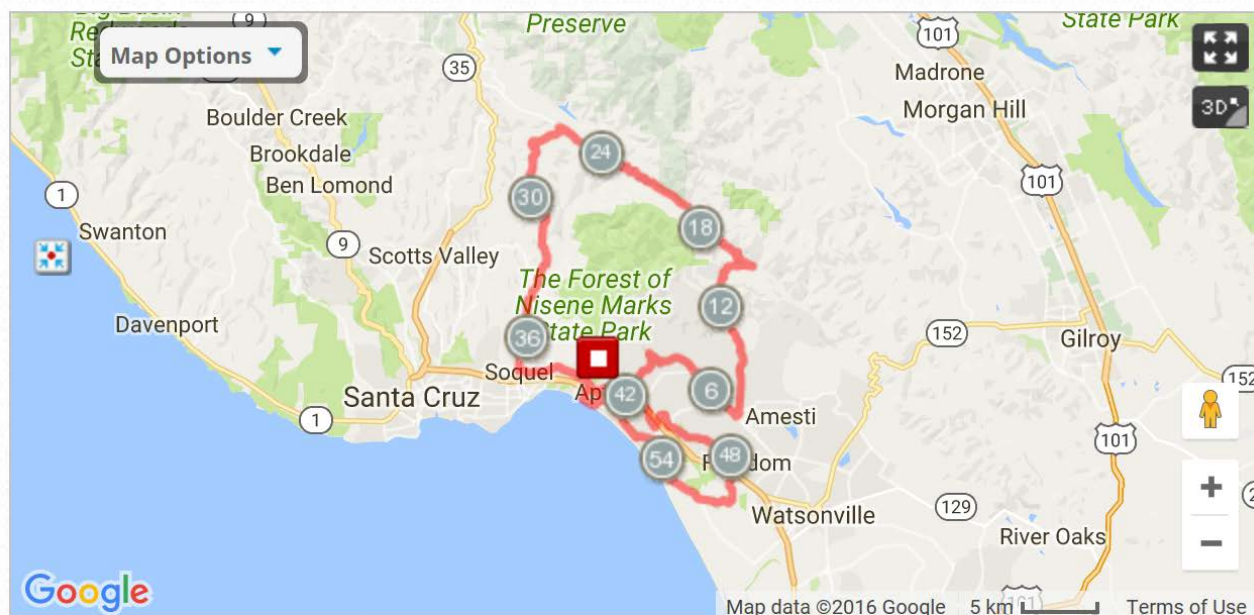 Preserve
State Park
Map Options
9
35
101
3D
Madrone
Morgan Hill
Boulder Creek
Brookdale
Ben Lomond
24
30
18
1
101
Swanton
9
Scotts Valley
The Forest of
Nisene Marks
State Park
12
Davenport
36
152
Gilroy
152
Soquel
Santa Cruz
42
6
Amesti
1
101
54
48
Watsonville
129
River Oaks
101
Google
Map data ©2016 Google
5 km
Terms of Use